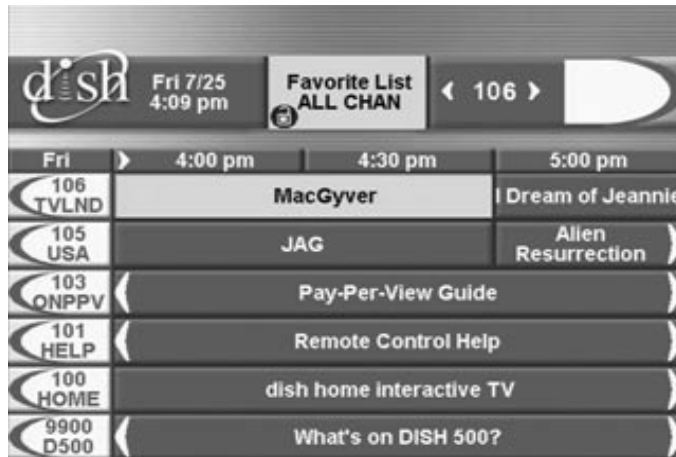 dish
Fri 7/25
4:09 pm
Favorite List
ALL CHAN
106
Fri
4:00 pm
4:30 pm
5:00 pm
106
TVLND
MacGyver
I Dream of Jeannie
105
USA
JAG
Alien
Resurrection
103
ONPPV
Pay-Per-View Guide
101
HELP
Remote Control Help
100
HOME
dish home interactive TV
9900
D500
What's on DISH 500?